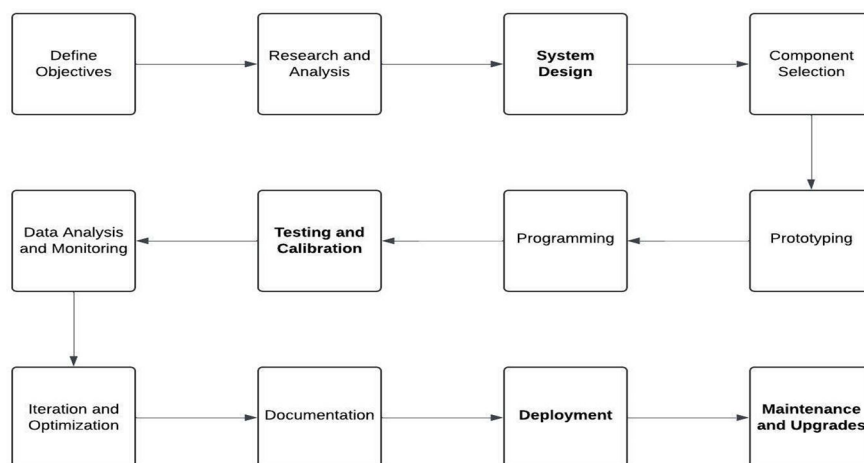 Define
Objectives
Research and
Analysis
System
Design
Component
Selection
Data Analysis
and Monitoring
Testing and
Calibration
Programming
Prototyping
Iteration and
Optimization
Documentation
Deployment
Maintenance
and Upgrades